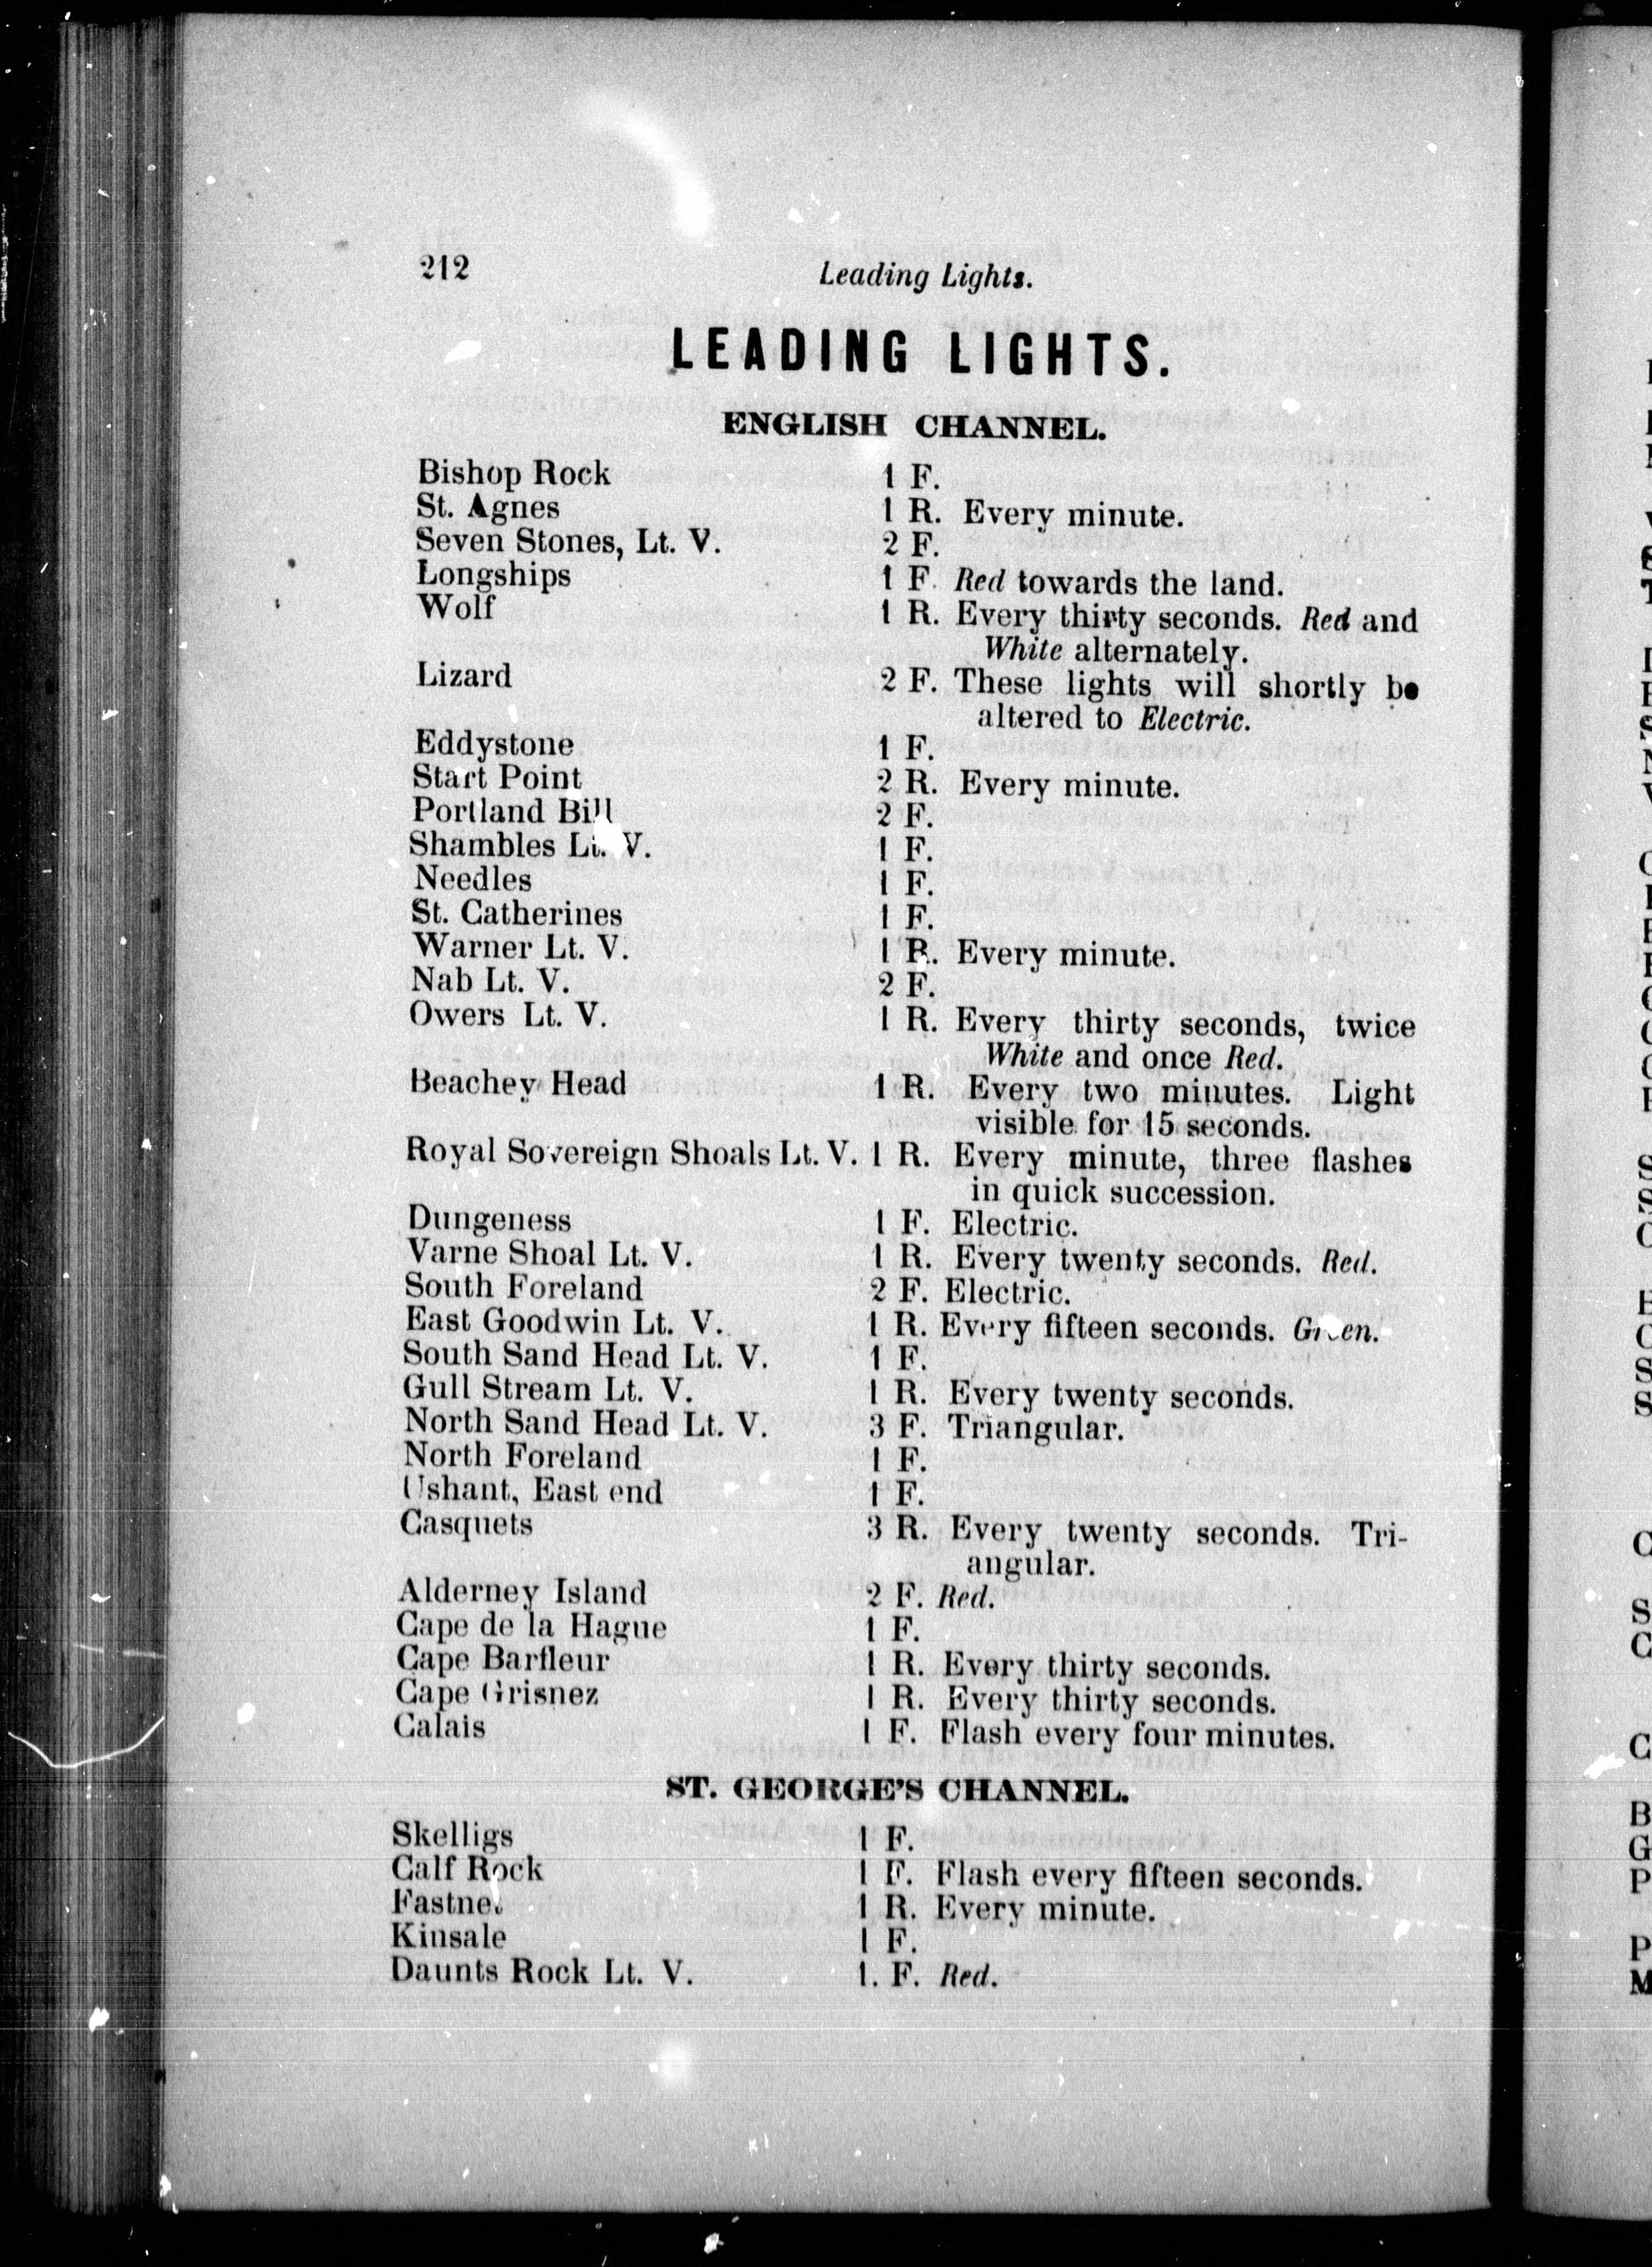 212 Leading Lights.
LEADING LIGHTS.
ENGLISH CHANNEL.
Bishop Rock 1 F.
St. Agnes 1 R. Every minute.
Seven Stones, Lt. V. 2 F.
Longships 1 F. Red towards the land.
Wolf 1 R. Every thirty seconds. Red and
White alternately.
Lizard 2 F. These lights will shortly be
altered to Electric.
Eddystone 1 F.
Start Point 2 R. Every minute.
Portland Bill 2 F.
Shambles Lt. V. 1 F.
Needles 1 F.
St. Catherines 1 F.
Warner Lt. V. 1 R. Every minute.
Nab Lt. V. 2 F.
Owers Lt. V. 1 R. Every thirty seconds, twice
White and once Red.
Beachey Head 1 R. Every two minutes. Light
visible for 15 seconds.
Royal Sovereign Shoals Lt. V. 1 R. Every minute, three flashes
in quick succession.
Dungeness 1 F. Electric.
Varne Shoal Lt. V. 1 R. Every twenty seconds. Red.
South Foreland 2 F. Electric.
East Goodwin Lt. V. 1 R. Every fifteen seconds. Green.
South Sand Head Lt. V. 1 F.
Gull Stream Lt. V. 1 R. Every twenty seconds.
North Sand Head Lt. V. 3 F. Triangular.
North Foreland 1 F.
Ushant, East end 1 F.
Casquets 3 R. Every twenty seconds. Tri-
angular.
Alderney Island 2 F. Red.
Cape de la Hague 1 F.
Cape Barfleur 1 R. Every thirty seconds.
Cape Grisnez 1 R. Every thirty seconds.
Calais 1 F. Flash every four minutes.
ST. GEORGE'S CHANNEL.
Skelligs 1 F.
Calf Rock 1 F. Flash every fifteen seconds.
Fastnet 1 R. Every minute.
Kinsale 1 F.
Daunts Rock Lt. V. 1. F. Red.